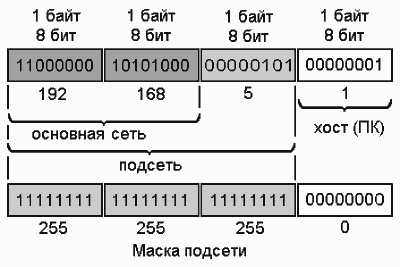 1 байт 1 байт 1 байт 1 байт
8 бит 8 бит 8 бит 8 бит
11000000 10101000 00000101 00000001
192 168 5 1
основная сеть хост (ПК)
подсеть
11111111 11111111 11111111 00000000
255 255 255 0
Маска подсети